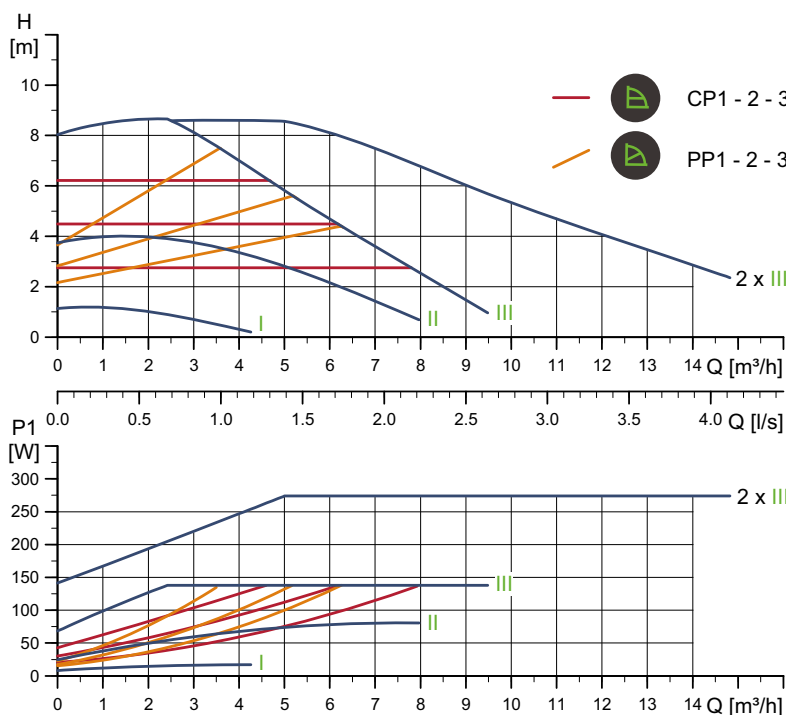 H
[m]
CP1 - 2 - 3
PP1 - 2 - 3
10
8
6
4
2
0
2 x III
III
II
I
0 1 2 3 4 5 6 7 8 9 10 11 12 13 14 Q [m³/h]
0.0 0.5 1.0 1.5 2.0 2.5 3.0 3.5 4.0 Q [l/s]
P1
[W]
300
250
200
150
100
50
0
2 x III
III
II
I
0 1 2 3 4 5 6 7 8 9 10 11 12 13 14 Q [m³/h]